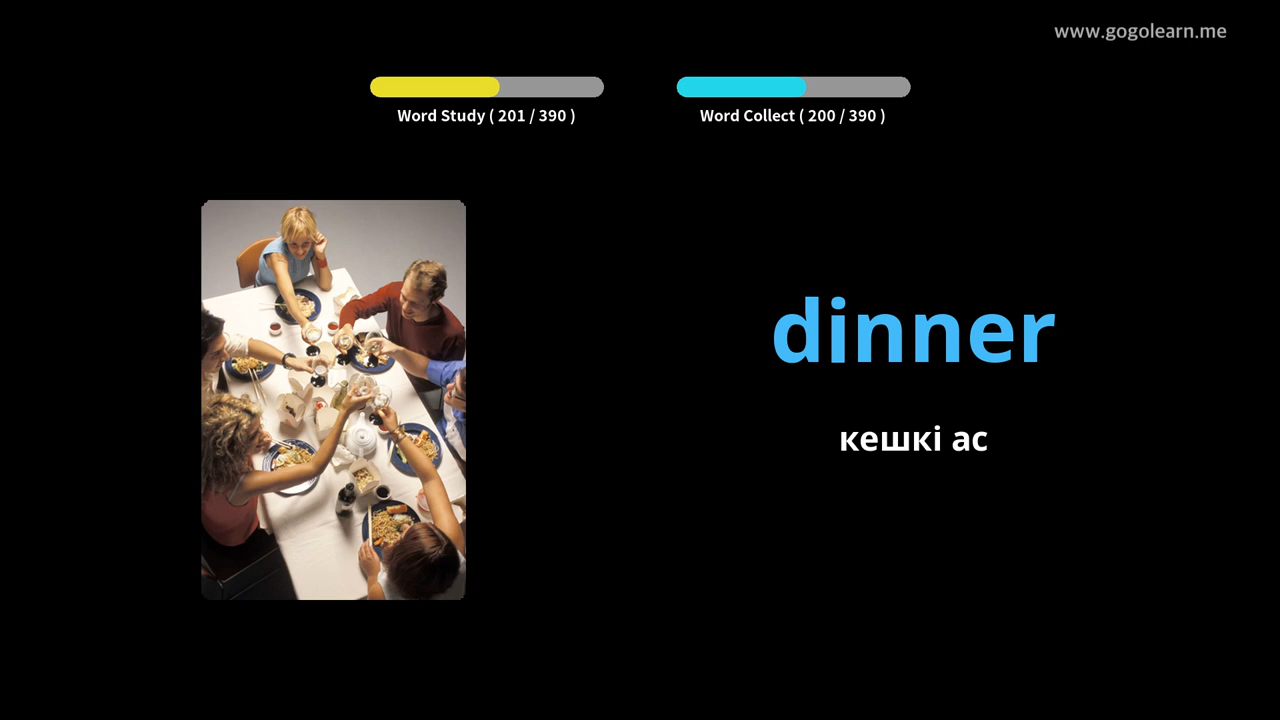 www.gogolearn.me
Word Study ( 201 / 390 )
Word Collect ( 200 / 390 )
dinner
кешкі ас